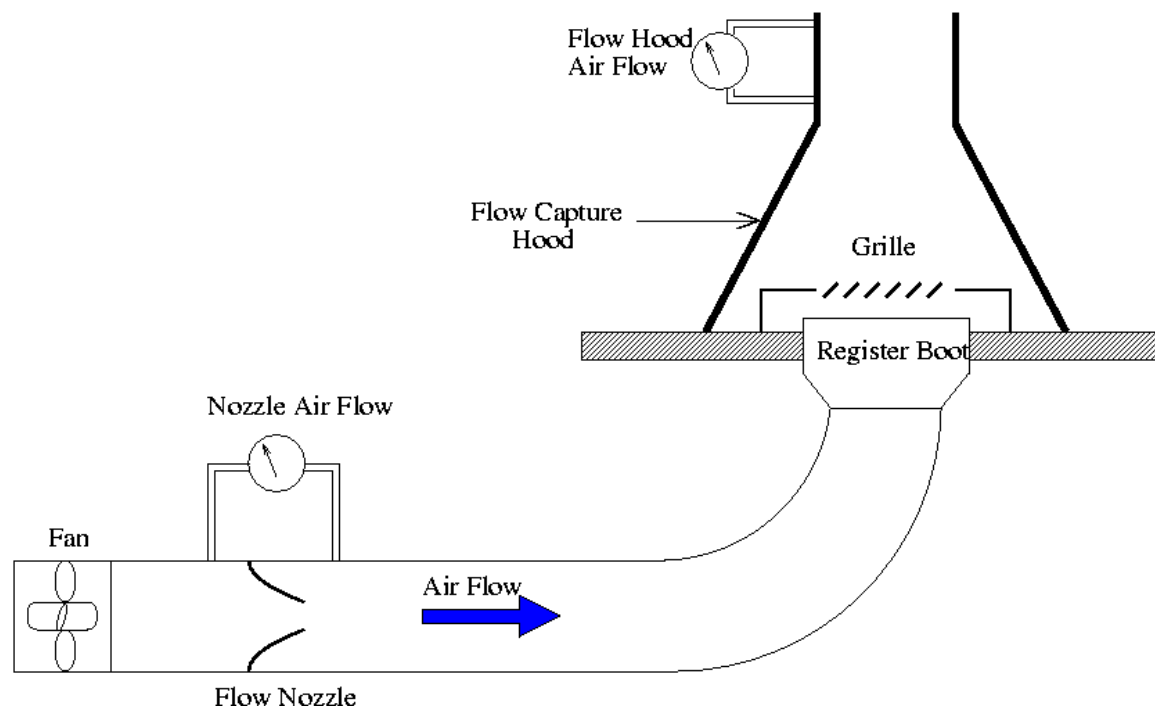 Flow Hood
Air Flow
Flow Capture
Hood
Grille
Register Boot
Nozzle Air Flow
Fan
Air Flow
Flow Nozzle